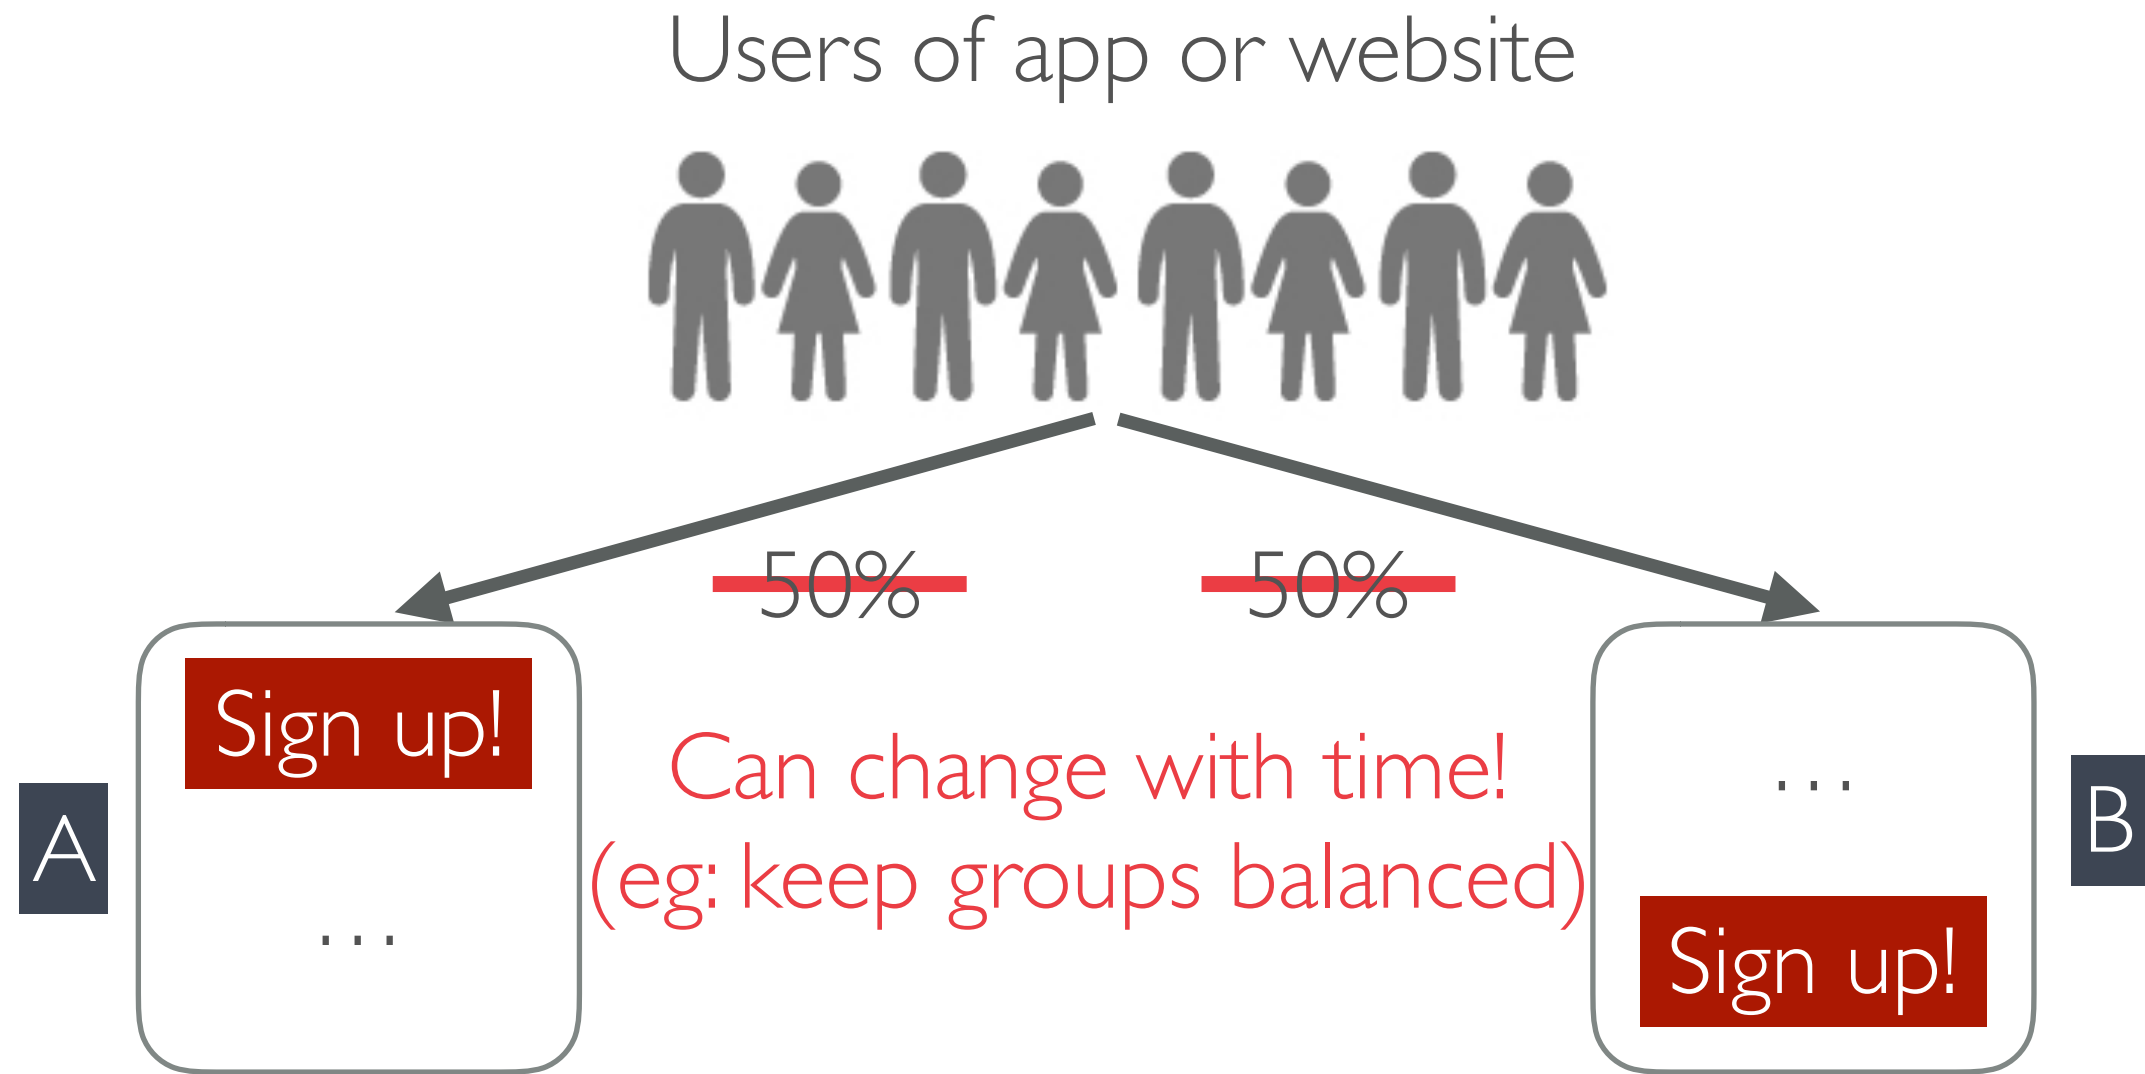 Users of app or website
50% 50%
Sign up!
Can change with time!
(eg: keep groups balanced)
A
...
...
B
Sign up!